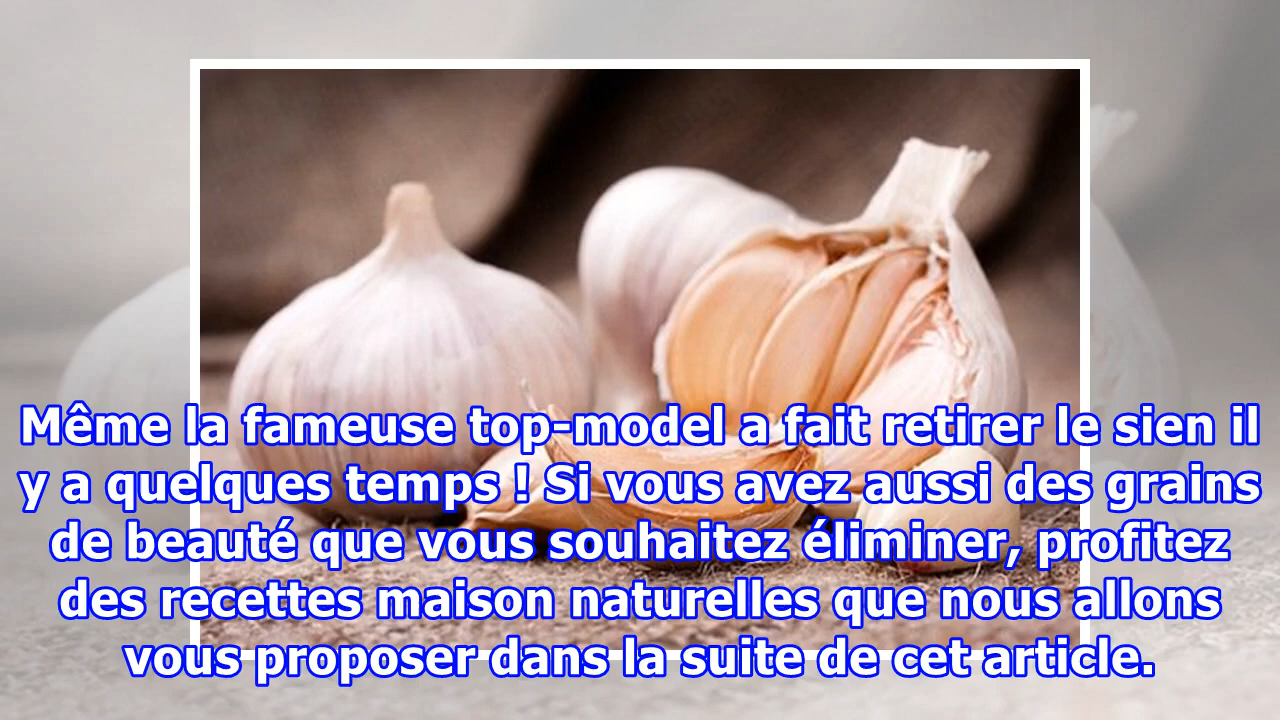 Même la fameuse top-model a fait retirer le sien il
y a quelques temps ! Si vous avez aussi des grains
de beauté que vous souhaitez éliminer, profitez
des recettes maison naturelles que nous allons
vous proposer dans la suite de cet article.